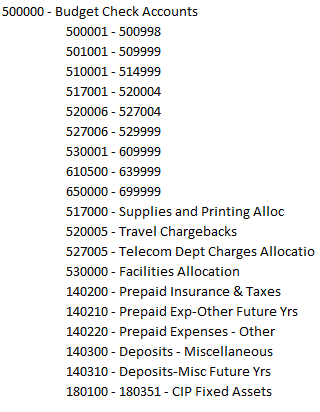 500000 - Budget Check Accounts
500001 - 500998
501001 - 509999
510001 - 514999
517001 - 520004
520006 - 527004
527006 - 529999
530001 - 609999
610500 - 639999
650000 - 699999
517000 - Supplies and Printing Alloc
520005 - Travel Chargebacks
527005 - Telecom Dept Charges Allocatio
530000 - Facilities Allocation
140200 - Prepaid Insurance & Taxes
140210 - Prepaid Exp-Other Future Yrs
140220 - Prepaid Expenses - Other
140300 - Deposits - Miscellaneous
140310 - Deposits-Misc Future Yrs
180100 - 180351 - CIP Fixed Assets